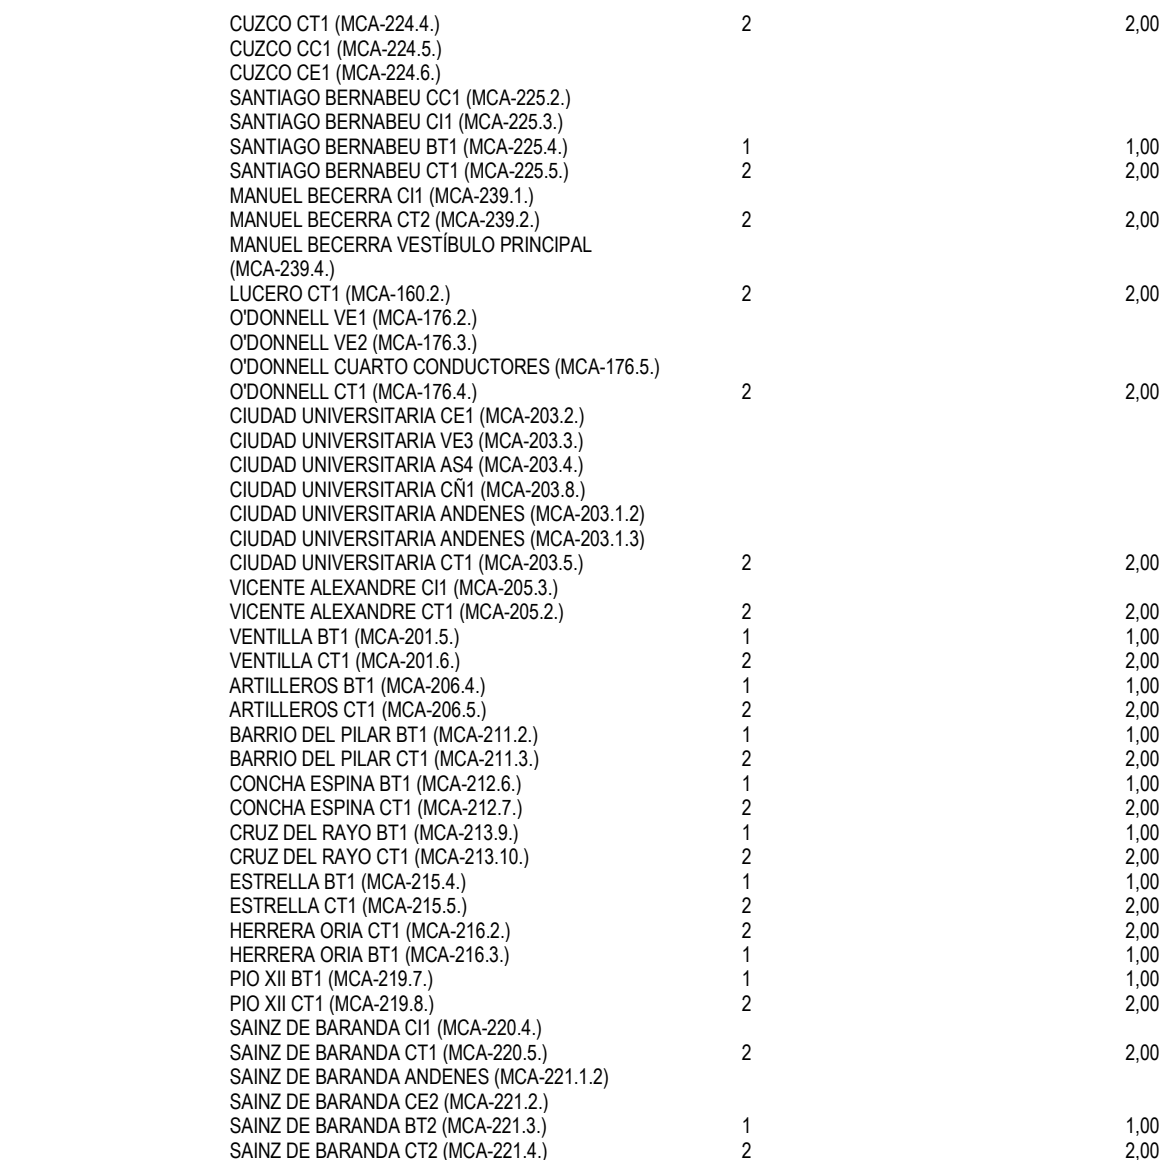 CUZCO CT1 (MCA-224.4.) 2 2,00
CUZCO CC1 (MCA-224.5.)
CUZCO CE1 (MCA-224.6.)
SANTIAGO BERNABEU CC1 (MCA-225.2.)
SANTIAGO BERNABEU CI1 (MCA-225.3.)
SANTIAGO BERNABEU BT1 (MCA-225.4.) 1 1,00
SANTIAGO BERNABEU CT1 (MCA-225.5.) 2 2,00
MANUEL BECERRA CI1 (MCA-239.1.)
MANUEL BECERRA CT2 (MCA-239.2.) 2 2,00
MANUEL BECERRA VESTÍBULO PRINCIPAL
(MCA-239.4.)
LUCERO CT1 (MCA-160.2.) 2 2,00
O'DONNELL VE1 (MCA-176.2.)
O'DONNELL VE2 (MCA-176.3.)
O'DONNELL CUARTO CONDUCTORES (MCA-176.5.)
O'DONNELL CT1 (MCA-176.4.) 2 2,00
CIUDAD UNIVERSITARIA CE1 (MCA-203.2.)
CIUDAD UNIVERSITARIA VE3 (MCA-203.3.)
CIUDAD UNIVERSITARIA AS4 (MCA-203.4.)
CIUDAD UNIVERSITARIA CÑ1 (MCA-203.8.)
CIUDAD UNIVERSITARIA ANDENES (MCA-203.1.2)
CIUDAD UNIVERSITARIA ANDENES (MCA-203.1.3)
CIUDAD UNIVERSITARIA CT1 (MCA-203.5.) 2 2,00
VICENTE ALEXANDRE CI1 (MCA-205.3.)
VICENTE ALEXANDRE CT1 (MCA-205.2.) 2 2,00
VENTILLA BT1 (MCA-201.5.) 1 1,00
VENTILLA CT1 (MCA-201.6.) 2 2,00
ARTILLEROS BT1 (MCA-206.4.) 1 1,00
ARTILLEROS CT1 (MCA-206.5.) 2 2,00
BARRIO DEL PILAR BT1 (MCA-211.2.) 1 1,00
BARRIO DEL PILAR CT1 (MCA-211.3.) 2 2,00
CONCHA ESPINA BT1 (MCA-212.6.) 1 1,00
CONCHA ESPINA CT1 (MCA-212.7.) 2 2,00
CRUZ DEL RAYO BT1 (MCA-213.9.) 1 1,00
CRUZ DEL RAYO CT1 (MCA-213.10.) 2 2,00
ESTRELLA BT1 (MCA-215.4.) 1 1,00
ESTRELLA CT1 (MCA-215.5.) 2 2,00
HERRERA ORIA CT1 (MCA-216.2.) 2 2,00
HERRERA ORIA BT1 (MCA-216.3.) 1 1,00
PIO XII BT1 (MCA-219.7.) 1 1,00
PIO XII CT1 (MCA-219.8.) 2 2,00
SAINZ DE BARANDA CI1 (MCA-220.4.)
SAINZ DE BARANDA CT1 (MCA-220.5.) 2 2,00
SAINZ DE BARANDA ANDENES (MCA-221.1.2)
SAINZ DE BARANDA CE2 (MCA-221.2.)
SAINZ DE BARANDA BT2 (MCA-221.3.) 1 1,00
SAINZ DE BARANDA CT2 (MCA-221.4.) 2 2,00